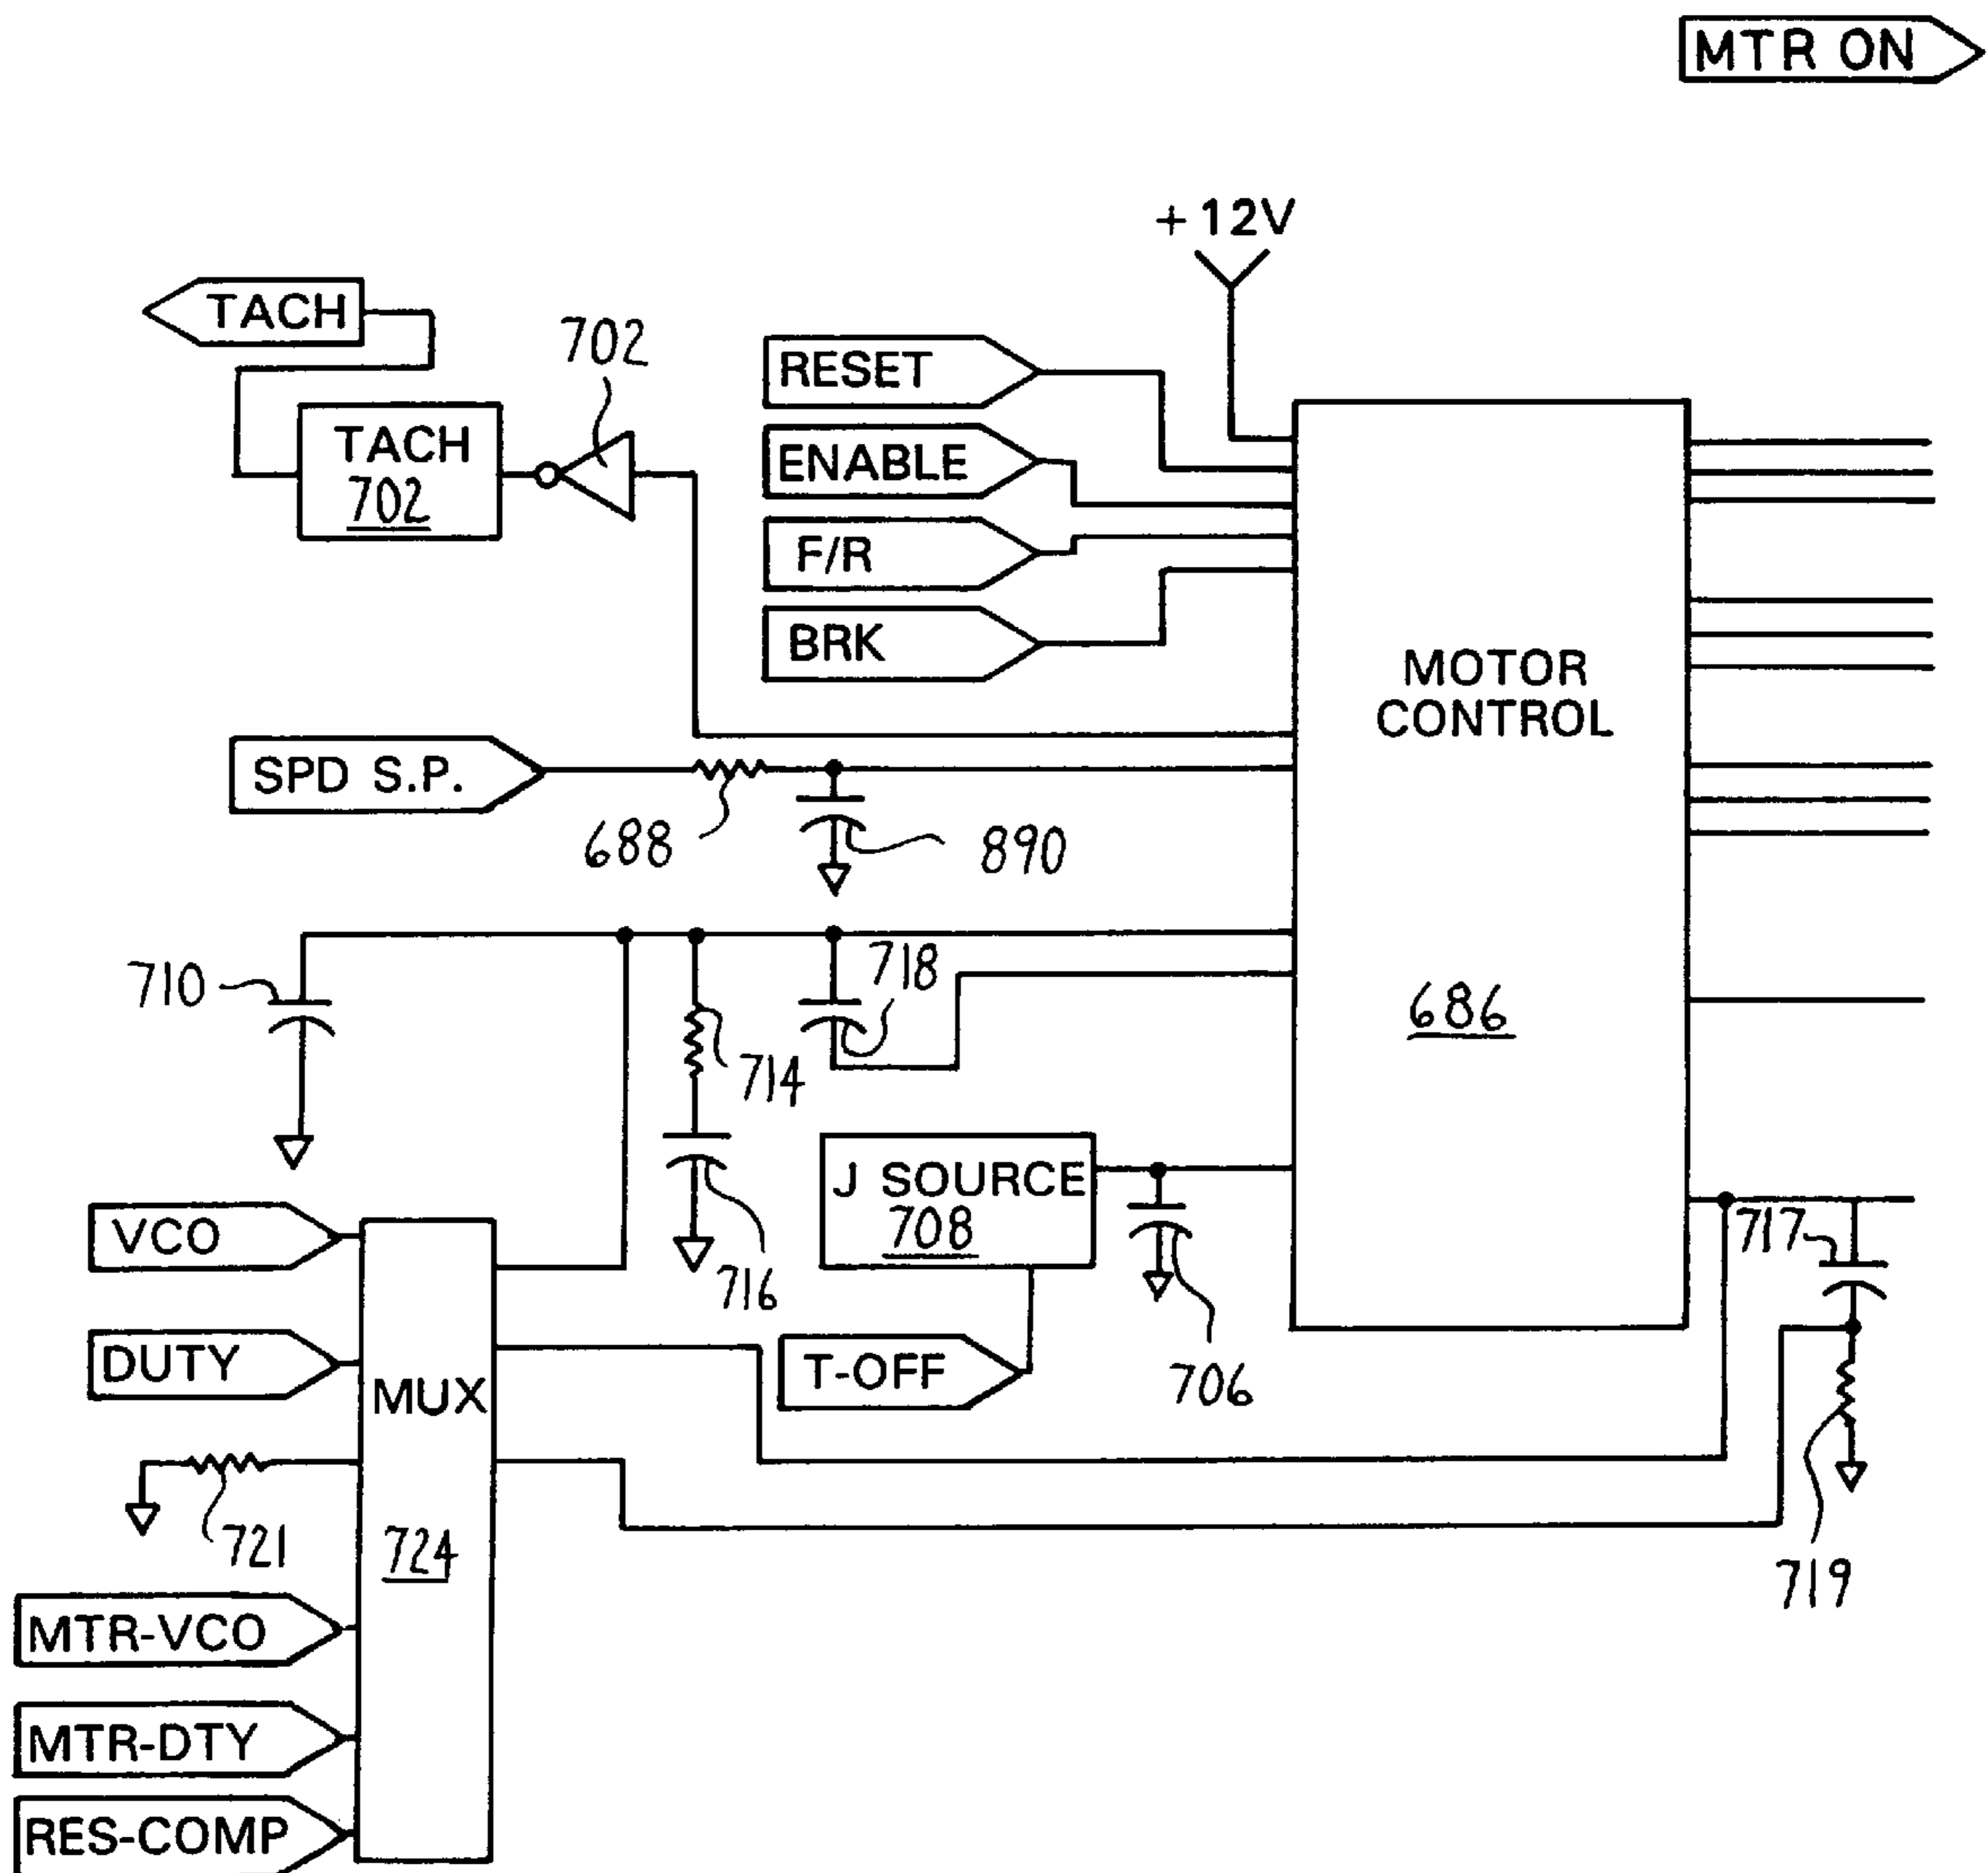 MTR ON
+12V
TACH
702
RESET
TACH
702
ENABLE
F/R
BRK
MOTOR
CONTROL
686
SPD S.P.
688
890
710
718
714
716
J SOURCE
708
706
T-OFF
717
719
VCO
DUTY
MUX
724
721
MTR-VCO
MTR-DTY
RES-COMP